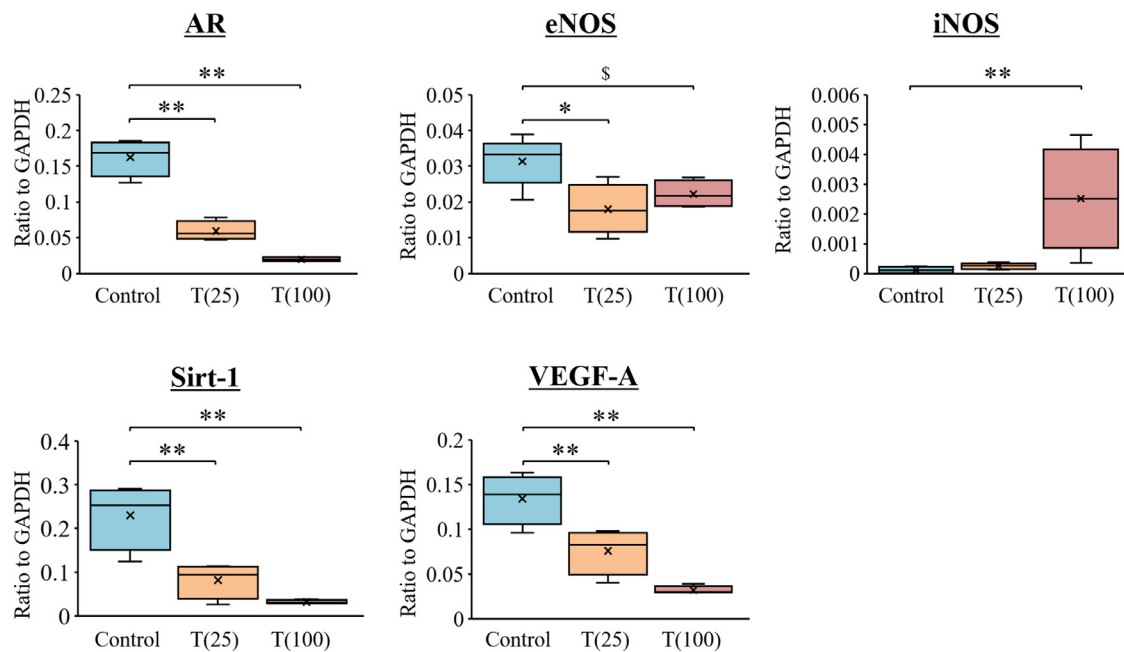 AR
**
**
Ratio to GAPDH
0.25
0.2
0.15
0.1
0.05
0
Control
T(25)
T(100)
eNOS
$
*
Ratio to GAPDH
0.05
0.04
0.03
0.02
0.01
0
Control
T(25)
T(100)
iNOS
**
Ratio to GAPDH
0.006
0.005
0.004
0.003
0.002
0.001
0
Control
T(25)
T(100)
Sirt-1
**
**
Ratio to GAPDH
0.4
0.3
0.2
0.1
0
Control
T(25)
T(100)
VEGF-A
**
**
Ratio to GAPDH
0.2
0.15
0.1
0.05
0
Control
T(25)
T(100)